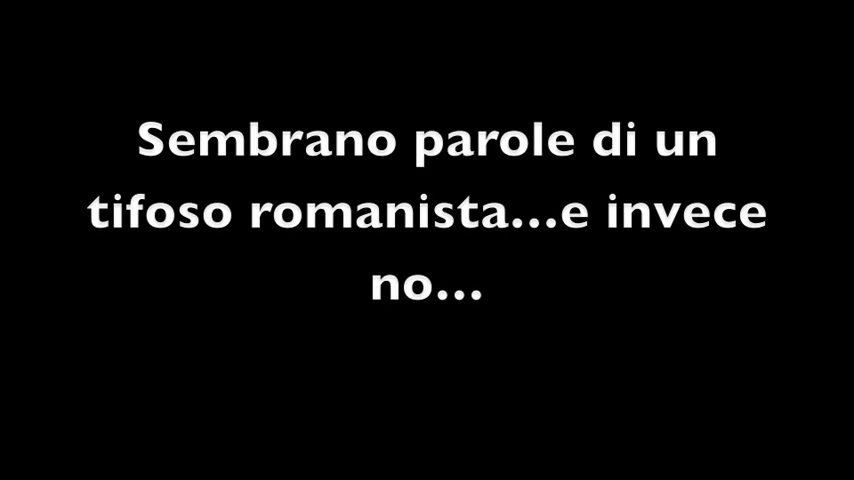 Sembrano parole di un
tifoso romanista...e invece
no...